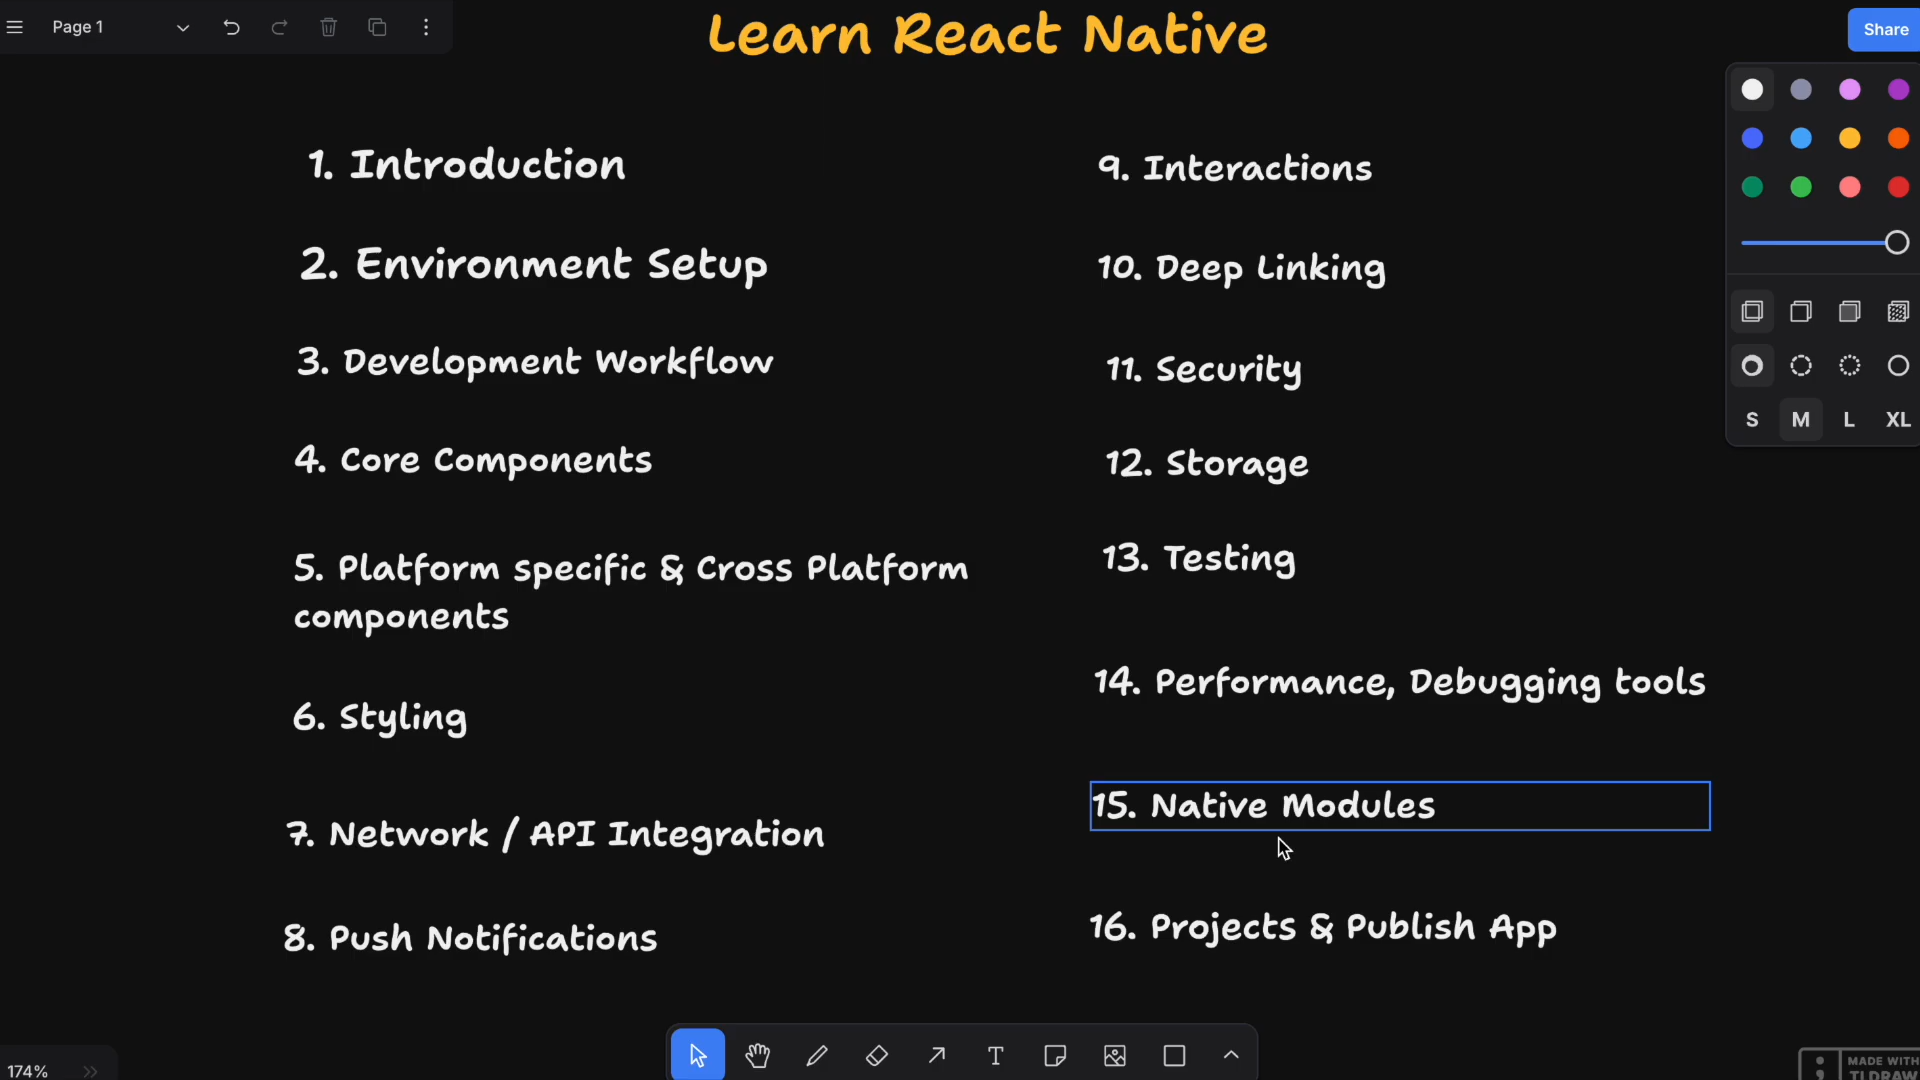 Page 1
Learn React Native
Share
1. Introduction
2. Environment Setup
3. Development Workflow
4. Core Components
5. Platform specific & Cross Platform
components
6. Styling
7. Network / API Integration
8. Push Notifications
9. Interactions
10. Deep Linking
11. Security
12. Storage
13. Testing
14. Performance, Debugging tools
15. Native Modules
16. Projects & Publish App
S M L XL
174%
MADE WITH
TLDRAW